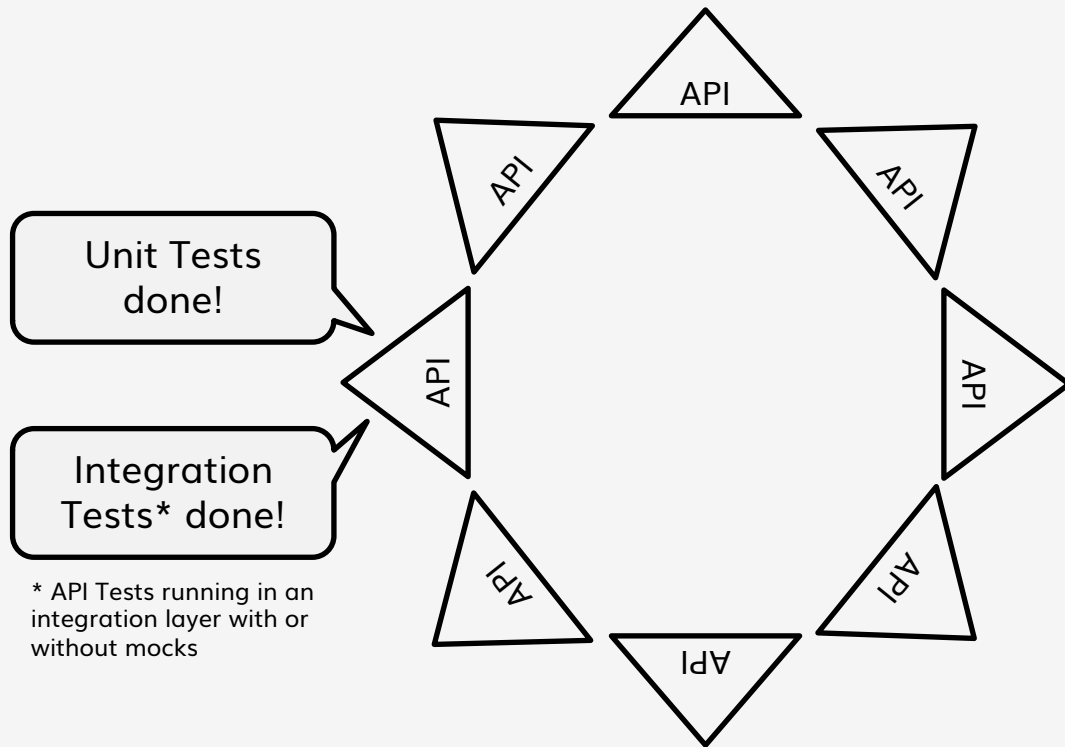 API
API
API
Unit Tests
done!
API
API
Integration
Tests* done!
API
API
* API Tests running in an
integration layer with or
without mocks
API